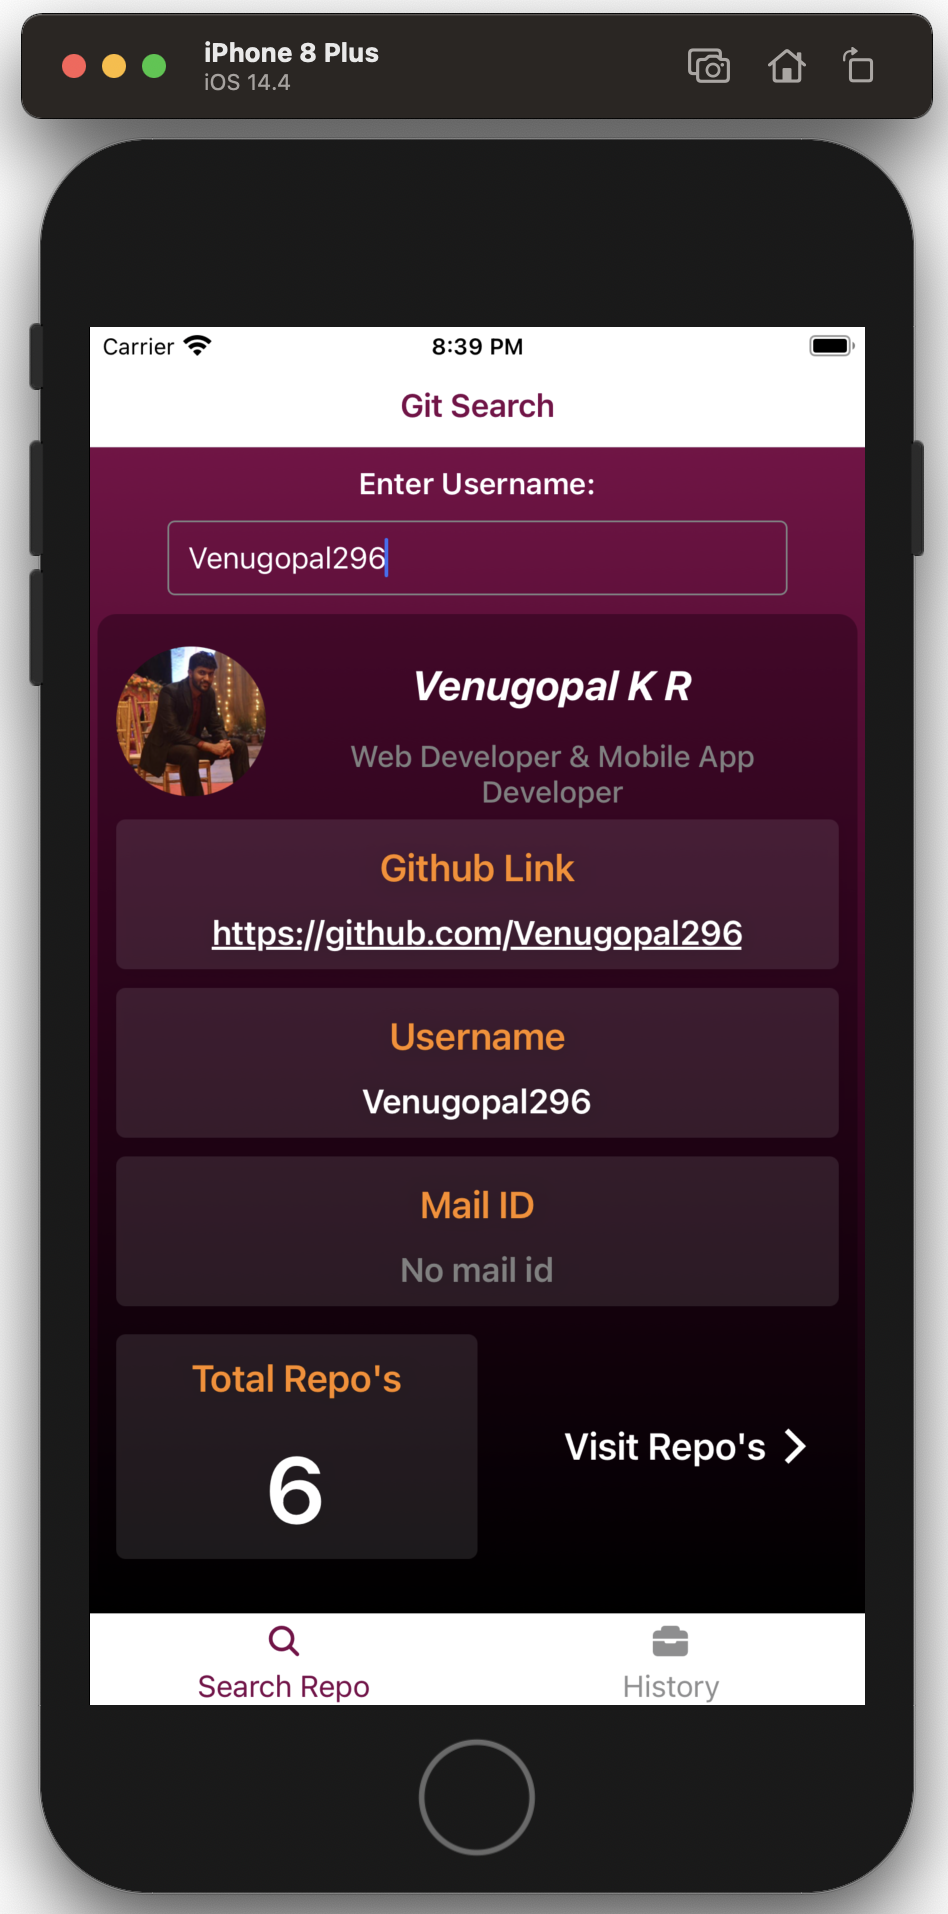 iPhone 8 Plus
iOS 14.4
Carrier 8:39 PM
Git Search
Enter Username:
Venugopal296
Venugopal K R
Web Developer & Mobile App
Developer
Github Link
https://github.com/Venugopal296
Username
Venugopal296
Mail ID
No mail id
Total Repo's
6
Visit Repo's
Search Repo
History